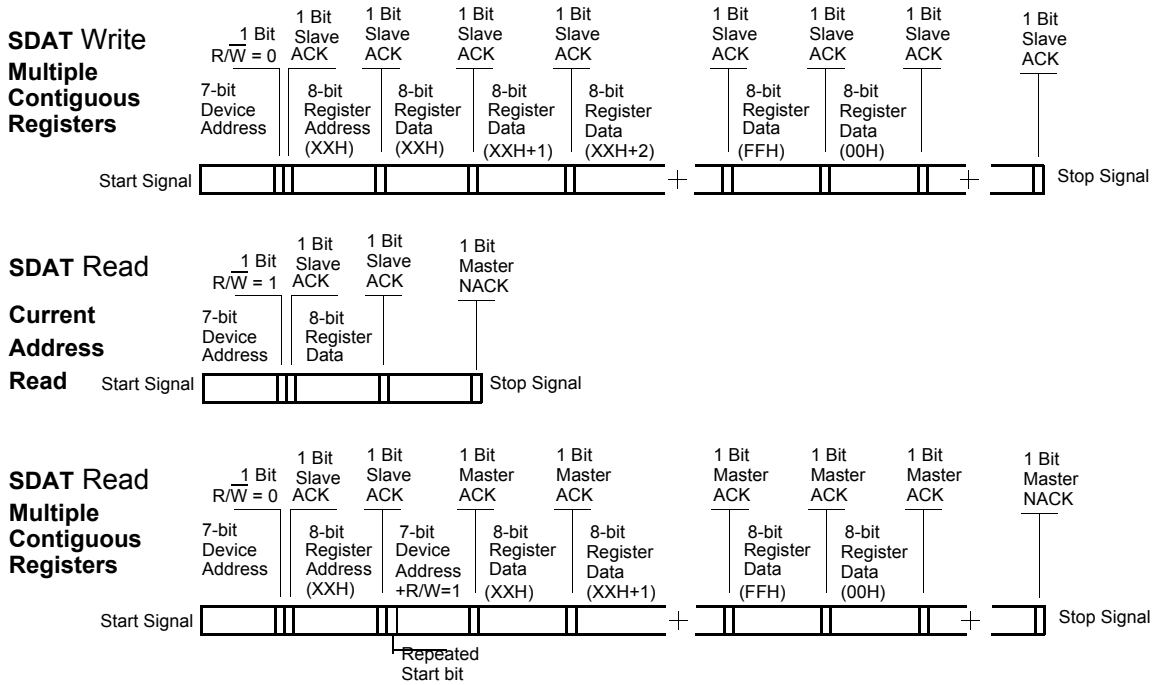 SDAT Write
Multiple
Contiguous
Registers
1 Bit
R/W = 0
1 Bit
Slave
ACK
1 Bit
Slave
ACK
1 Bit
Slave
ACK
1 Bit
Slave
ACK
1 Bit
Slave
ACK
1 Bit
Slave
ACK
1 Bit
Slave
ACK
1 Bit
Slave
ACK
7-bit
Device
Address
8-bit
Register
Address
(XXH)
8-bit
Register
Data
(XXH)
8-bit
Register
Data
(XXH+1)
8-bit
Register
Data
(XXH+2)
8-bit
Register
Data
(FFH)
8-bit
Register
Data
(00H)
Start Signal
Stop Signal
SDAT Read
Current
Address
Read
1 Bit
R/W = 1
1 Bit
Slave
ACK
1 Bit
Slave
ACK
1 Bit
Master
NACK
7-bit
Device
Address
8-bit
Register
Data
Start Signal
Stop Signal
SDAT Read
Multiple
Contiguous
Registers
1 Bit
R/W = 0
1 Bit
Slave
ACK
1 Bit
Slave
ACK
1 Bit
Master
ACK
1 Bit
Master
ACK
1 Bit
Master
ACK
1 Bit
Master
ACK
1 Bit
Master
ACK
1 Bit
Master
NACK
7-bit
Device
Address
8-bit
Register
Address
(XXH)
7-bit
Device
Address
+R/W=1
8-bit
Register
Data
(XXH)
8-bit
Register
Data
(XXH+1)
8-bit
Register
Data
(FFH)
8-bit
Register
Data
(00H)
Start Signal
Stop Signal
Repeated
Start bit